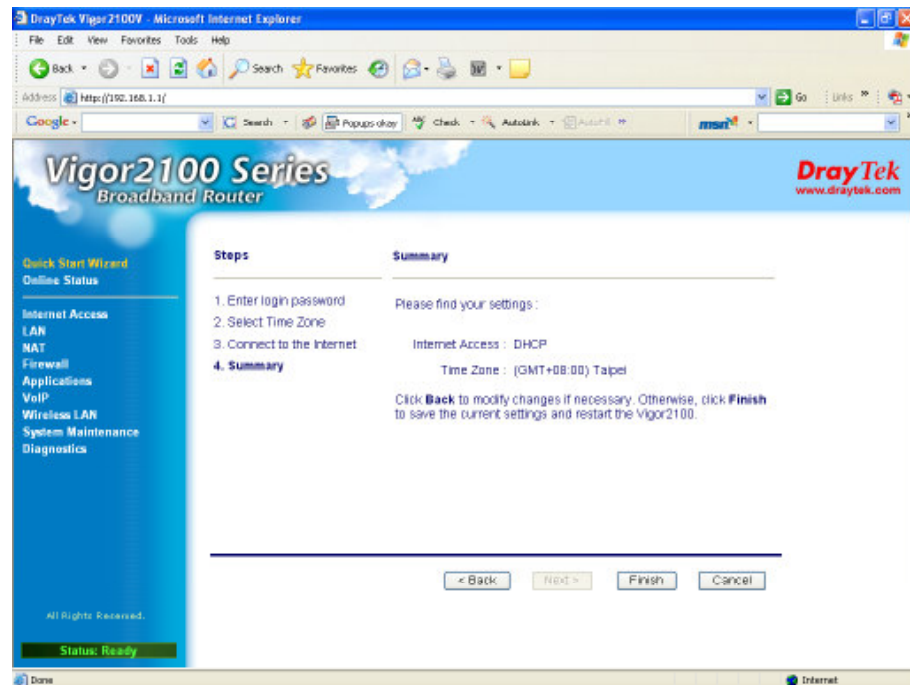 DrayTek Vigor2100V - Microsoft Internet Explorer
File Edit View Favorites Tools Help
Back Search Favorites
Address http://192.168.1.1/ Go Links
Google Search Popups okay Check AutoLink AutoFill msn
Vigor2100 Series
Broadband Router
DrayTek
www.draytek.com
Quick Start Wizard
Online Status
Internet Access
LAN
NAT
Firewall
Applications
VoIP
Wireless LAN
System Maintenance
Diagnostics
All Rights Reserved.
Status: Ready
Steps
1. Enter login password
2. Select Time Zone
3. Connect to the Internet
4. Summary
Summary
Please find your settings :
Internet Access : DHCP
Time Zone : (GMT+08:00) Taipei
Click Back to modify changes if necessary. Otherwise, click Finish
to save the current settings and restart the Vigor2100.
< Back Next > Finish Cancel
Done Internet